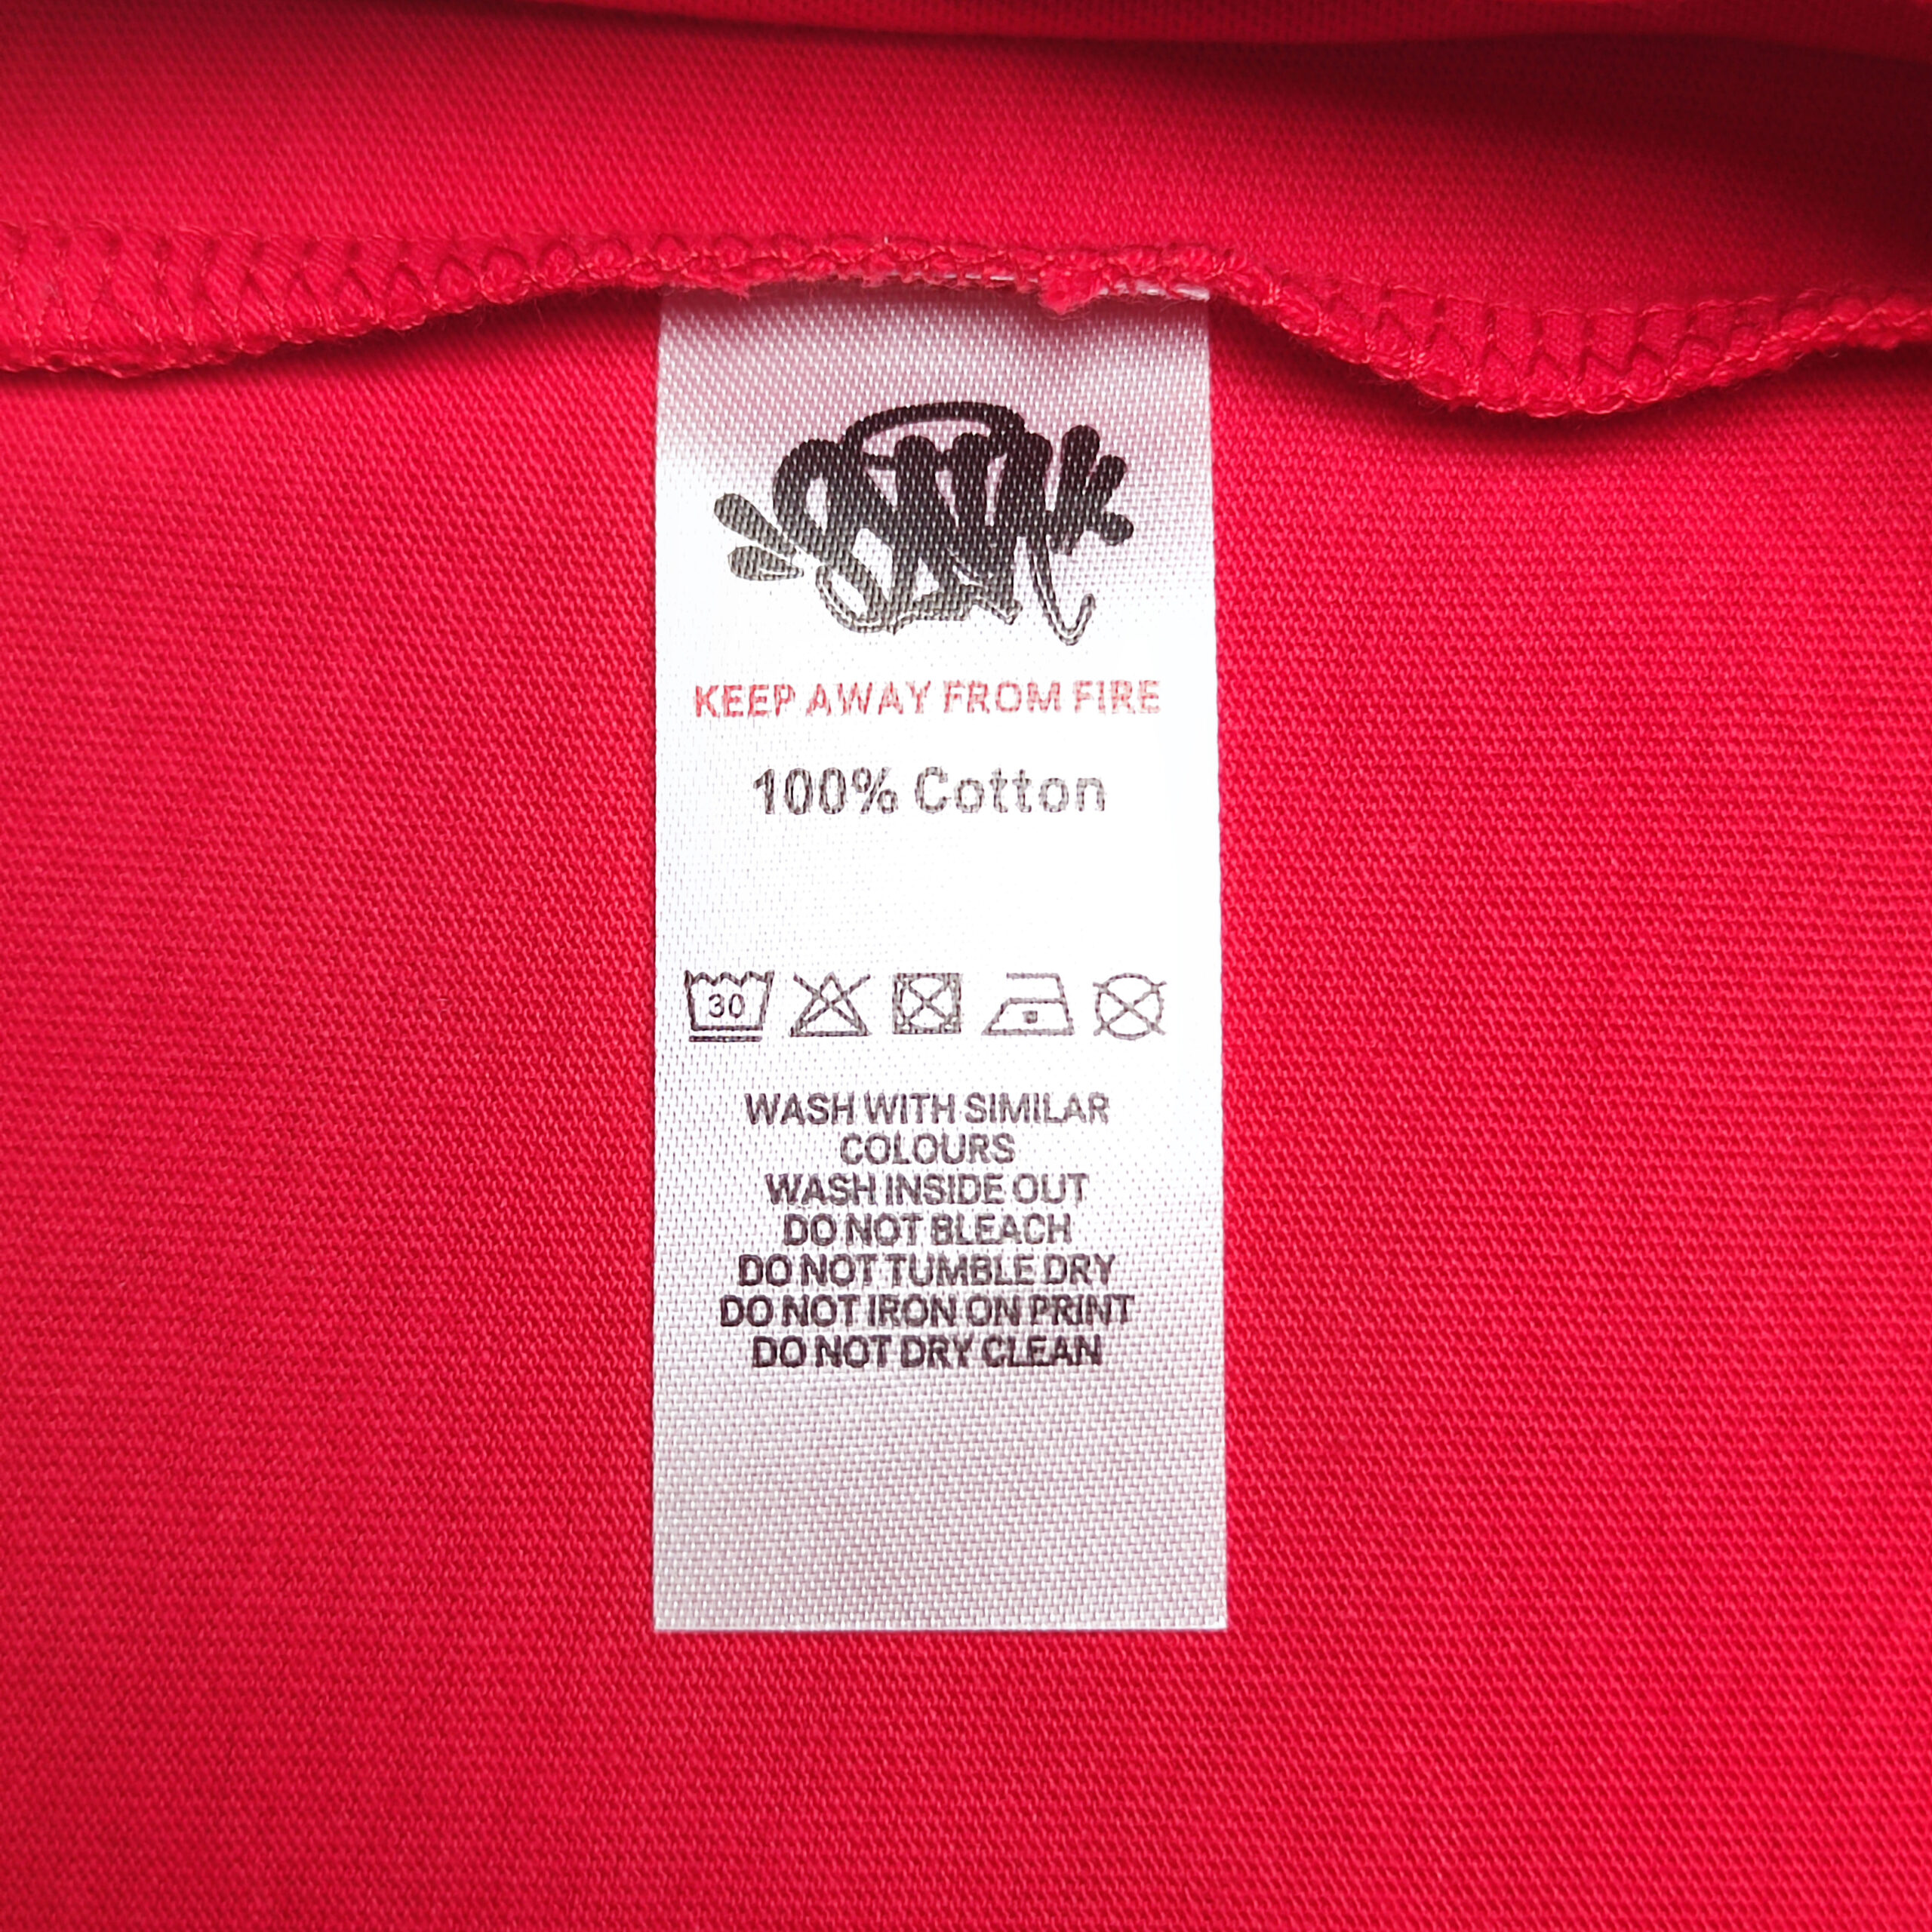 KEEP AWAY FROM FIRE
100% Cotton
30
WASH WITH SIMILAR
COLOURS
WASH INSIDE OUT
DO NOT BLEACH
DO NOT TUMBLE DRY
DO NOT IRON ON PRINT
DO NOT DRY CLEAN